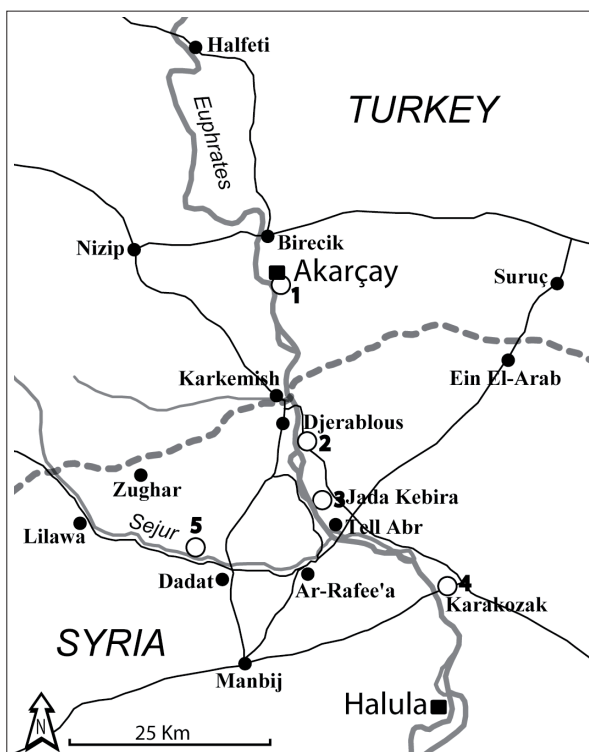 Halfeti
TURKEY
Euphrates
Birecik
Nizip
Akarçay
1
Suruç
Karkemish
Ein El-Arab
Djerablous
2
Zughar
3
Jada Kebira
Lilawa
Sejur
5
Tell Abr
Dadat
Ar-Rafee'a
4
Karakozak
SYRIA
Manbij
Halula
N
25 Km